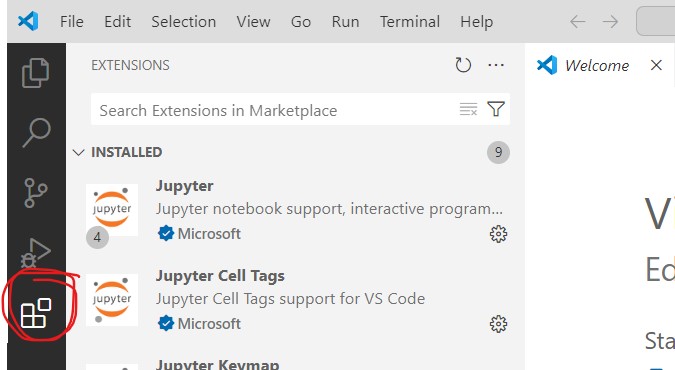 File Edit Selection View Go Run Terminal Help
EXTENSIONS
Welcome
Search Extensions in Marketplace
INSTALLED 9
Jupyter
jupyter
Jupyter notebook support, interactive program...
4
Microsoft
Jupyter Cell Tags
jupyter
Jupyter Cell Tags support for VS Code
Microsoft
Jupyter Keymap